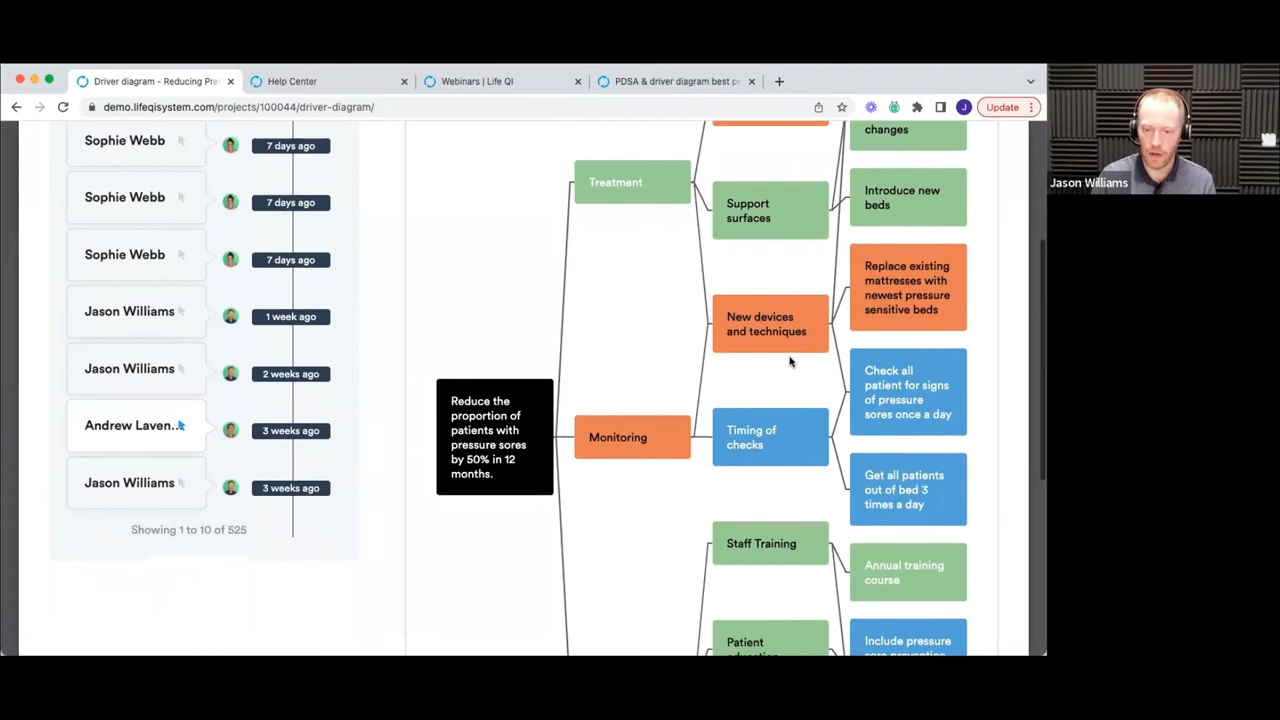 Driver diagram - Reducing Pre
Help Center
Webinars | Life QI
PDSA & driver diagram best pr
demo.lifeqisystem.com/projects/100044/driver-diagram/
J
Update
Jason Williams
Sophie Webb
7 days ago
Sophie Webb
7 days ago
Sophie Webb
7 days ago
Jason Williams
1 week ago
Jason Williams
2 weeks ago
Andrew Laven...
3 weeks ago
Jason Williams
3 weeks ago
Showing 1 to 10 of 525
Reduce the
proportion of
patients with
pressure sores
by 50% in 12
months.
Treatment
Monitoring
Support
surfaces
New devices
and techniques
Timing of
checks
Staff Training
Patient
education
changes
Introduce new
beds
Replace existing
mattresses with
newest pressure
sensitive beds
Check all
patient for signs
of pressure
sores once a day
Get all patients
out of bed 3
times a day
Annual training
course
Include pressure
sore prevention